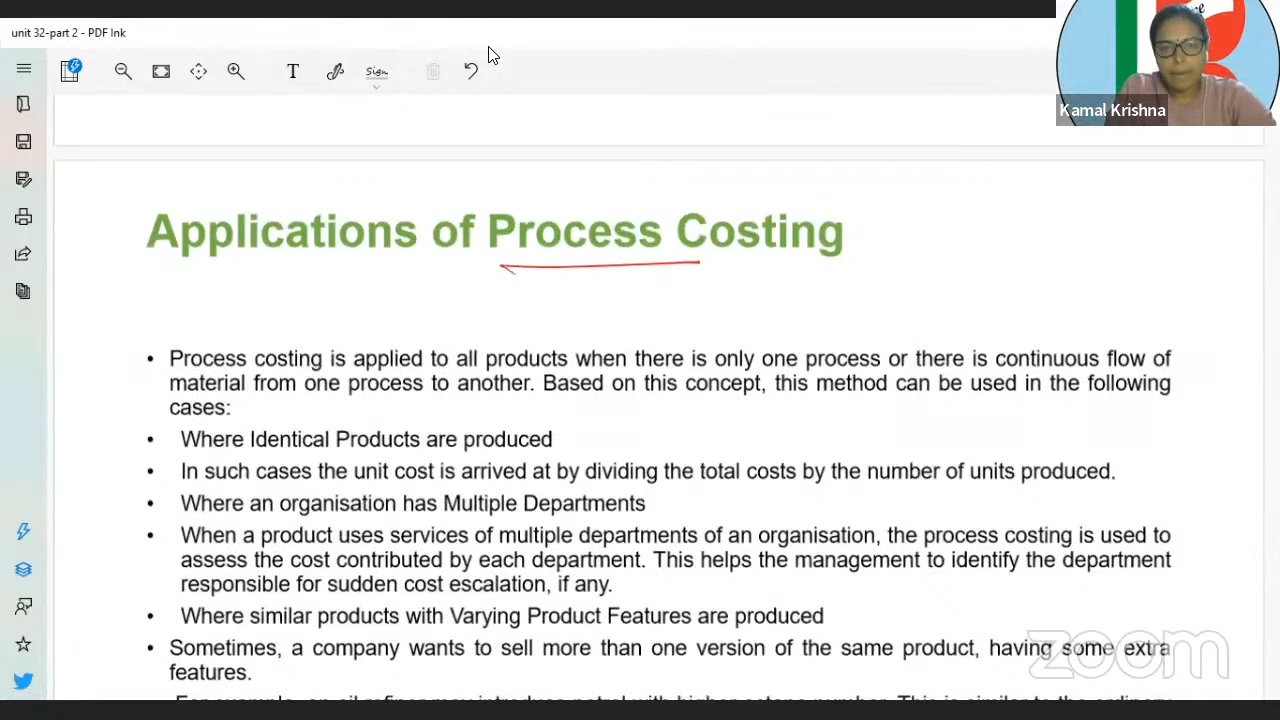 unit 32-part 2 - PDF Ink
T
Sign
Kamal Krishna
Applications of Process Costing
• Process costing is applied to all products when there is only one process or there is continuous flow of
material from one process to another. Based on this concept, this method can be used in the following
cases:
• Where Identical Products are produced
• In such cases the unit cost is arrived at by dividing the total costs by the number of units produced.
• Where an organisation has Multiple Departments
• When a product uses services of multiple departments of an organisation, the process costing is used to
assess the cost contributed by each department. This helps the management to identify the department
responsible for sudden cost escalation, if any.
• Where similar products with Varying Product Features are produced
• Sometimes, a company wants to sell more than one version of the same product, having some extra
features.
zoom